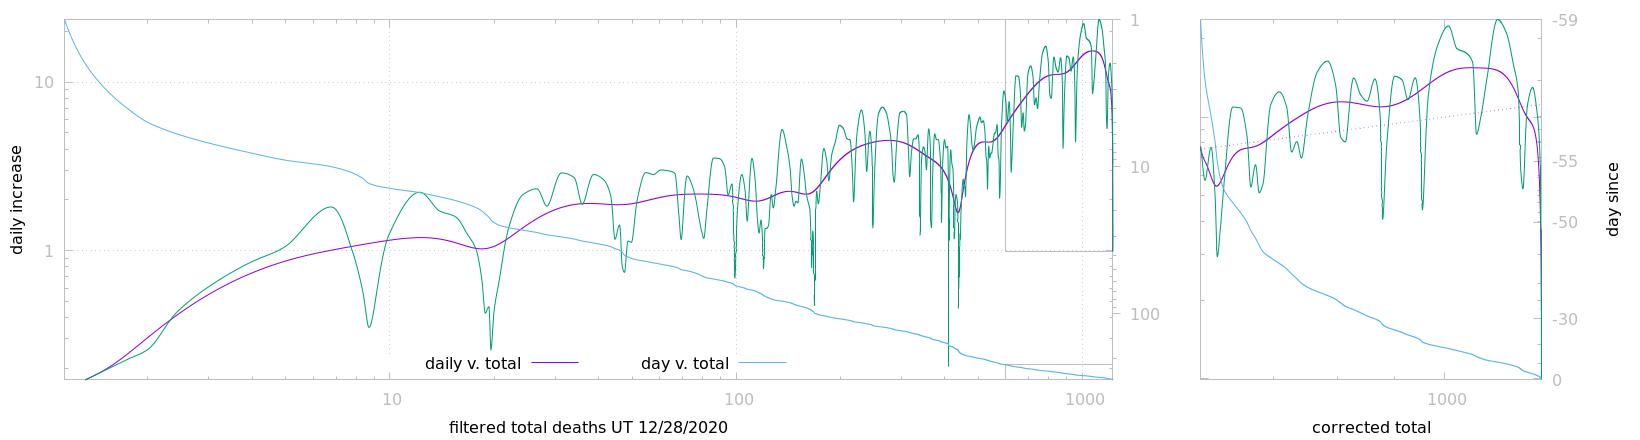 daily increase
10
1
daily v. total
day v. total
10
100
1000
filtered total deaths UT 12/28/2020
1
10
100
1000
corrected total
-59
-55
-50
-30
0
day since